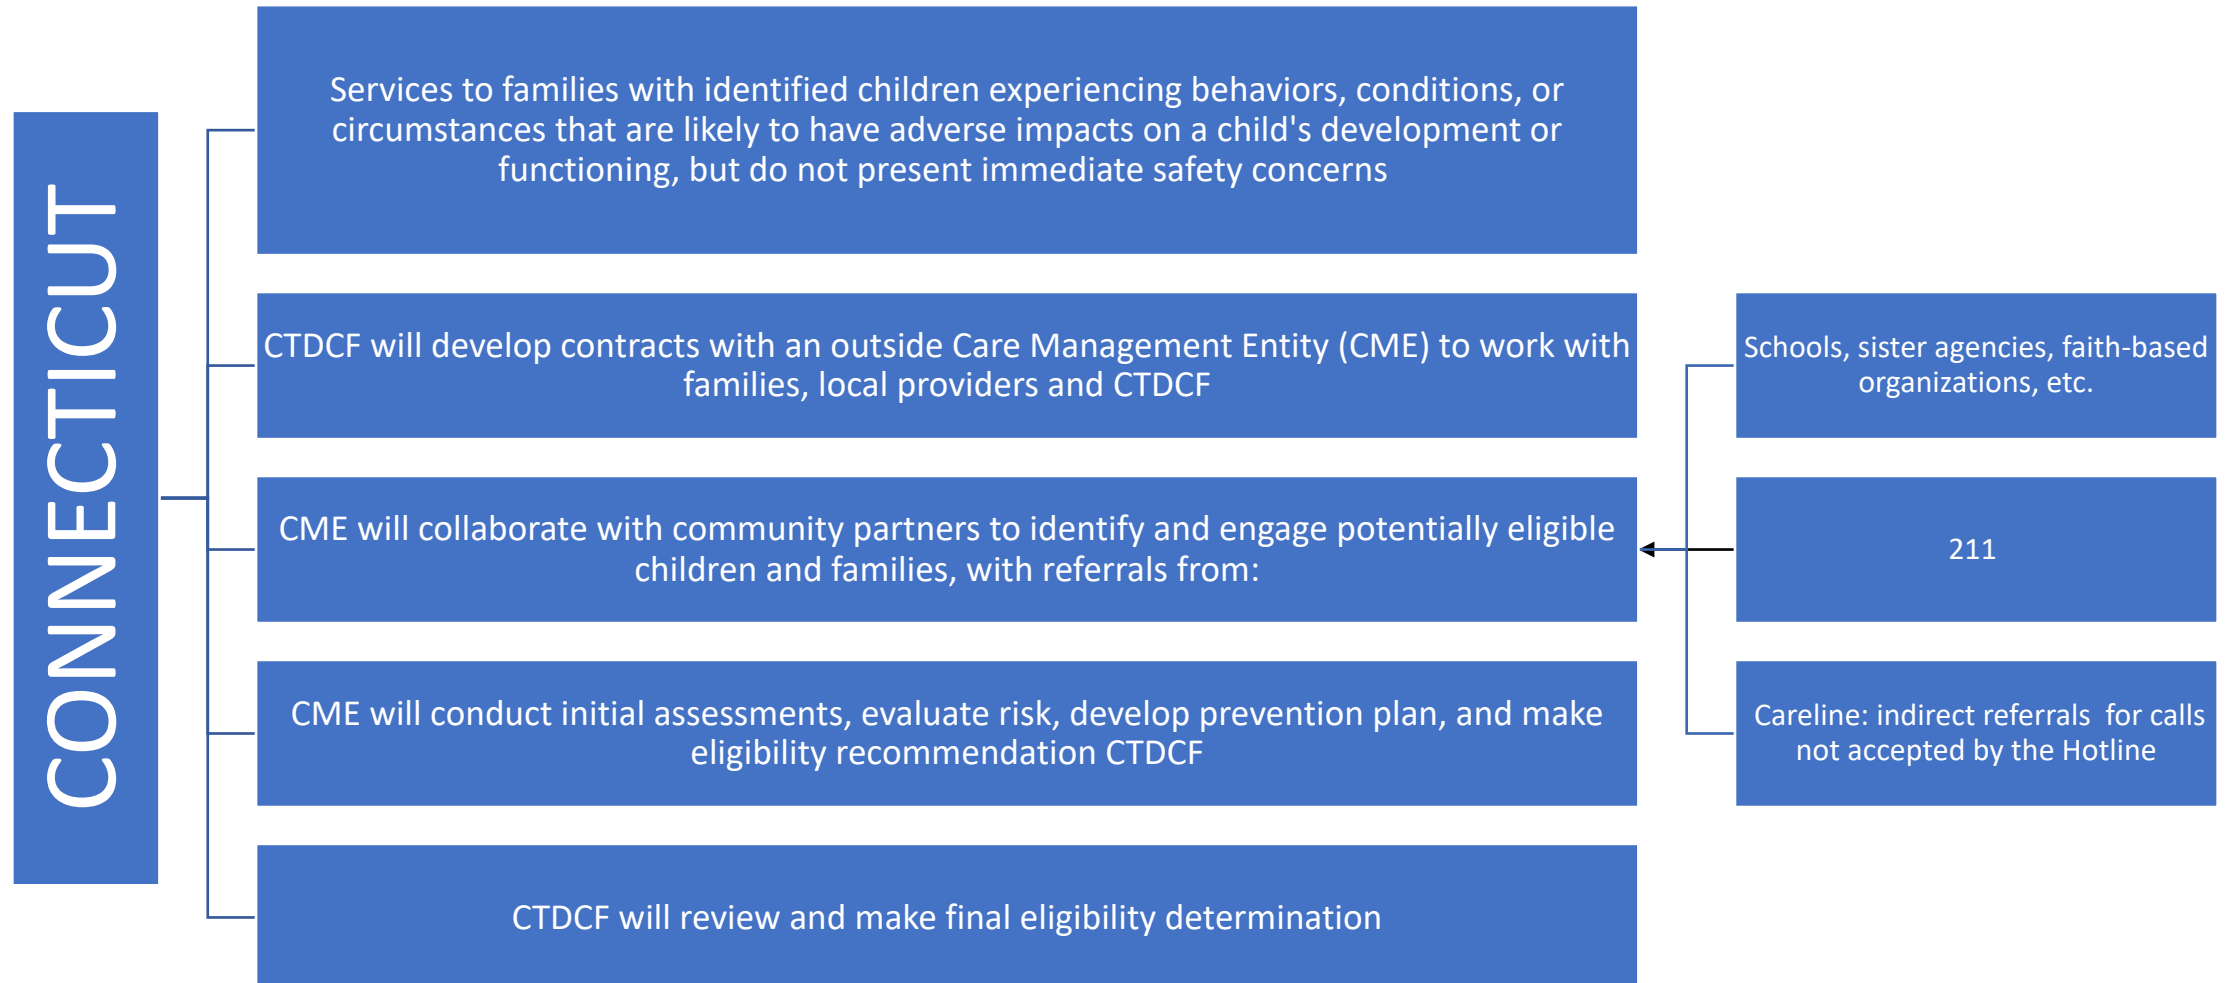 CONNECTICUT
Services to families with identified children experiencing behaviors, conditions, or
circumstances that are likely to have adverse impacts on a child's development or
functioning, but do not present immediate safety concerns
CTDCF will develop contracts with an outside Care Management Entity (CME) to work with
families, local providers and CTDCF
CME will collaborate with community partners to identify and engage potentially eligible
children and families, with referrals from:
Schools, sister agencies, faith-based
organizations, etc.
211
Careline: indirect referrals  for calls
not accepted by the Hotline
CME will conduct initial assessments, evaluate risk, develop prevention plan, and make
eligibility recommendation CTDCF
CTDCF will review and make final eligibility determination